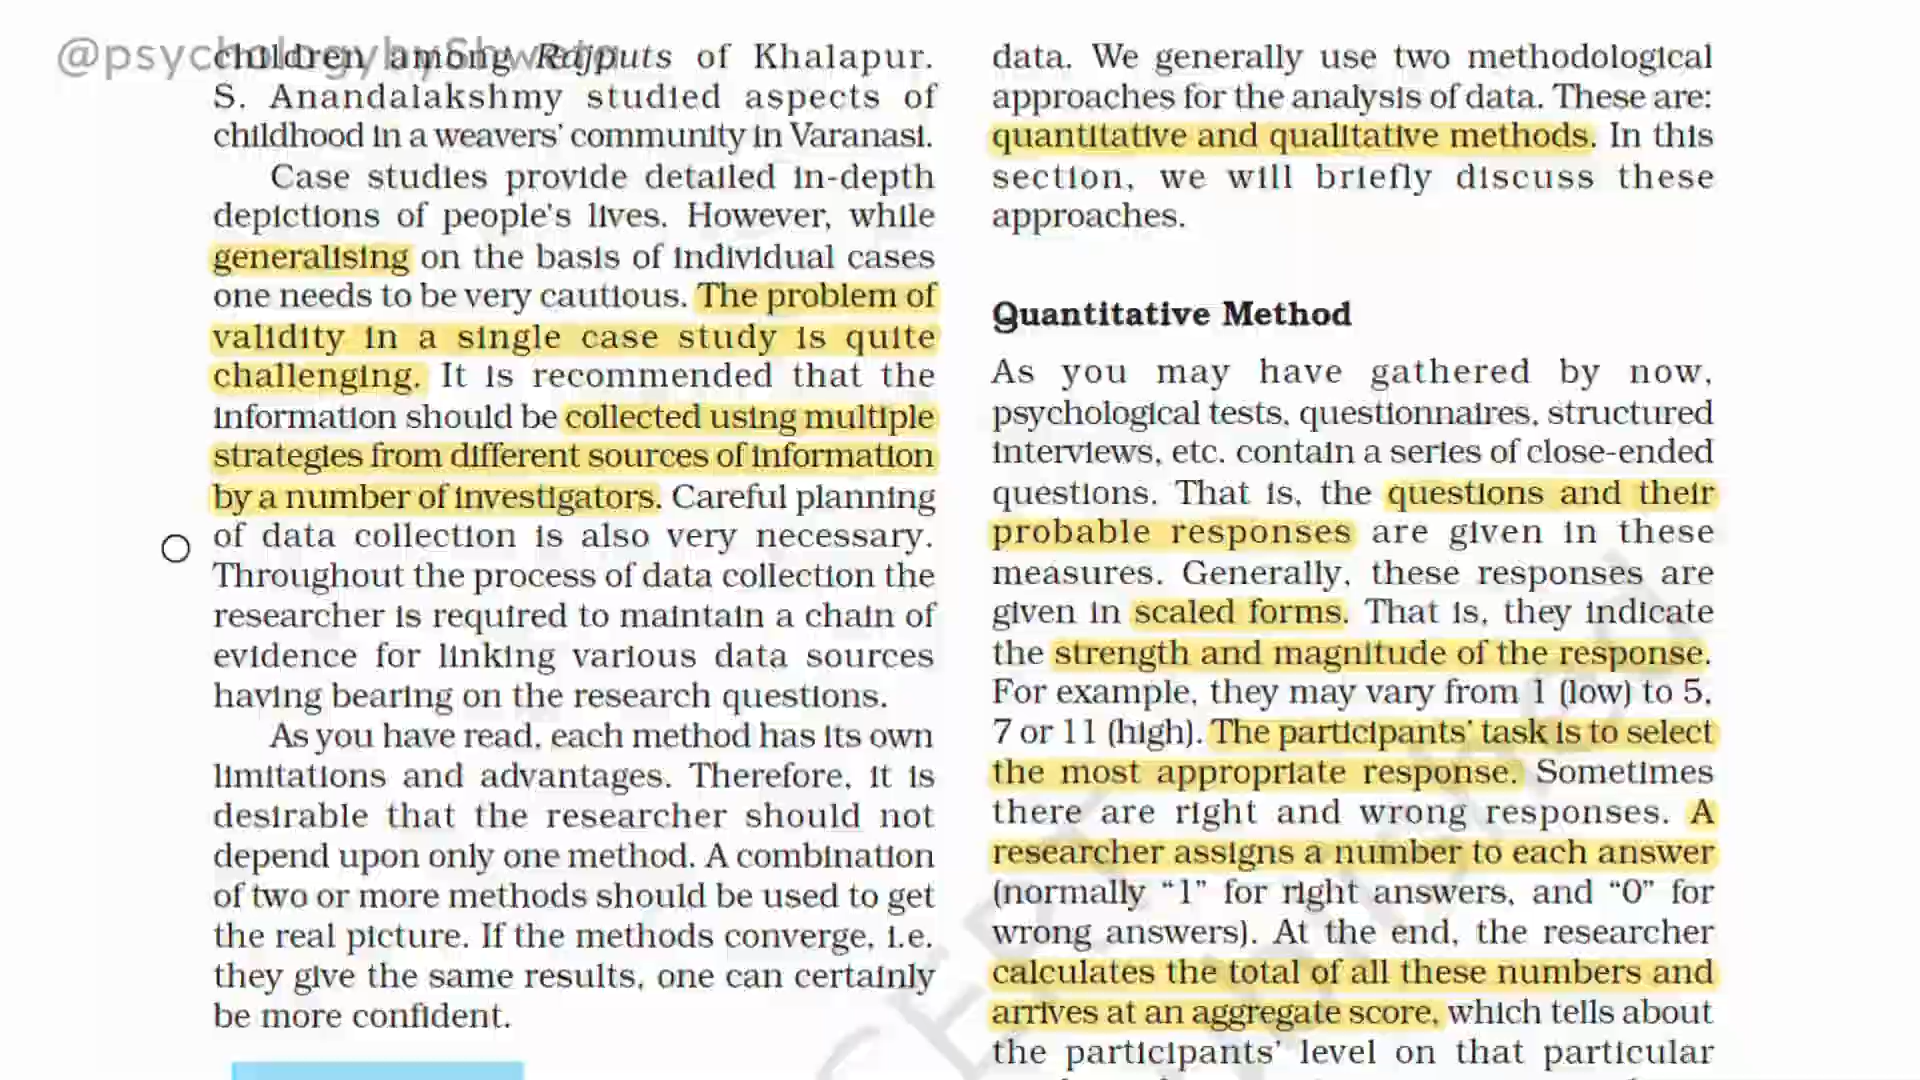 @psychologybyShweta
children among Rajputs of Khalapur.
S. Anandalakshmy studied aspects of
childhood in a weavers' community in Varanasi.
Case studies provide detailed in-depth
depictions of people's lives. However, while
generalising on the basis of individual cases
one needs to be very cautious. The problem of
validity in a single case study is quite
challenging. It is recommended that the
information should be collected using multiple
strategies from different sources of information
by a number of investigators. Careful planning
of data collection is also very necessary.
Throughout the process of data collection the
researcher is required to maintain a chain of
evidence for linking various data sources
having bearing on the research questions.
As you have read, each method has its own
limitations and advantages. Therefore, it is
desirable that the researcher should not
depend upon only one method. A combination
of two or more methods should be used to get
the real picture. If the methods converge, i.e.
they give the same results, one can certainly
be more confident.
data. We generally use two methodological
approaches for the analysis of data. These are:
quantitative and qualitative methods. In this
section, we will briefly discuss these
approaches.
Quantitative Method
As you may have gathered by now,
psychological tests, questionnaires, structured
interviews, etc. contain a series of close-ended
questions. That is, the questions and their
probable responses are given in these
measures. Generally, these responses are
given in scaled forms. That is, they indicate
the strength and magnitude of the response.
For example, they may vary from 1 (low) to 5,
7 or 11 (high). The participants' task is to select
the most appropriate response. Sometimes
there are right and wrong responses. A
researcher assigns a number to each answer
(normally “1” for right answers, and “0” for
wrong answers). At the end, the researcher
calculates the total of all these numbers and
arrives at an aggregate score, which tells about
the participants' level on that particular